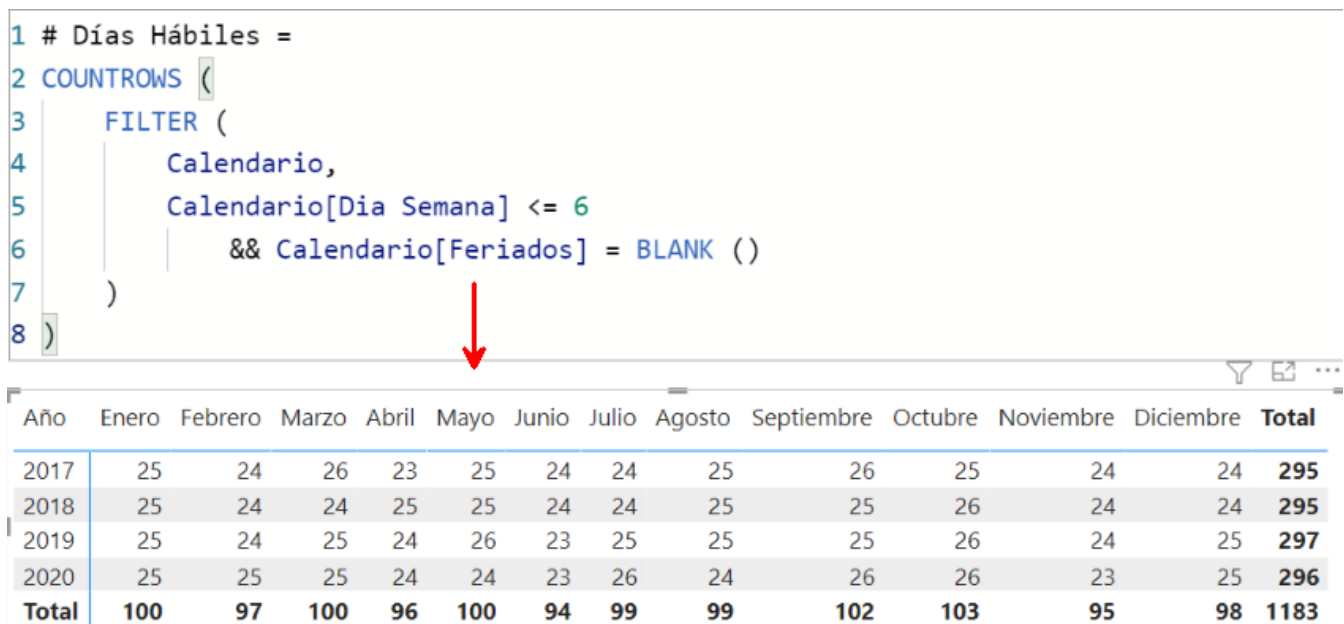 1 # Días Hábiles =
2 COUNTROWS (
3 FILTER (
4 Calendario,
5 Calendario[Dia Semana] <= 6
6 && Calendario[Feriados] = BLANK ()
7 )
8 )
Año Enero Febrero Marzo Abril Mayo Junio Julio Agosto Septiembre Octubre Noviembre Diciembre Total
2017 25 24 26 23 25 24 24 25 26 25 24 24 295
2018 25 24 24 25 25 24 24 25 25 26 24 24 295
2019 25 24 25 24 26 23 25 25 25 26 24 25 297
2020 25 25 25 24 24 23 26 24 26 26 23 25 296
Total 100 97 100 96 100 94 99 99 102 103 95 98 1183